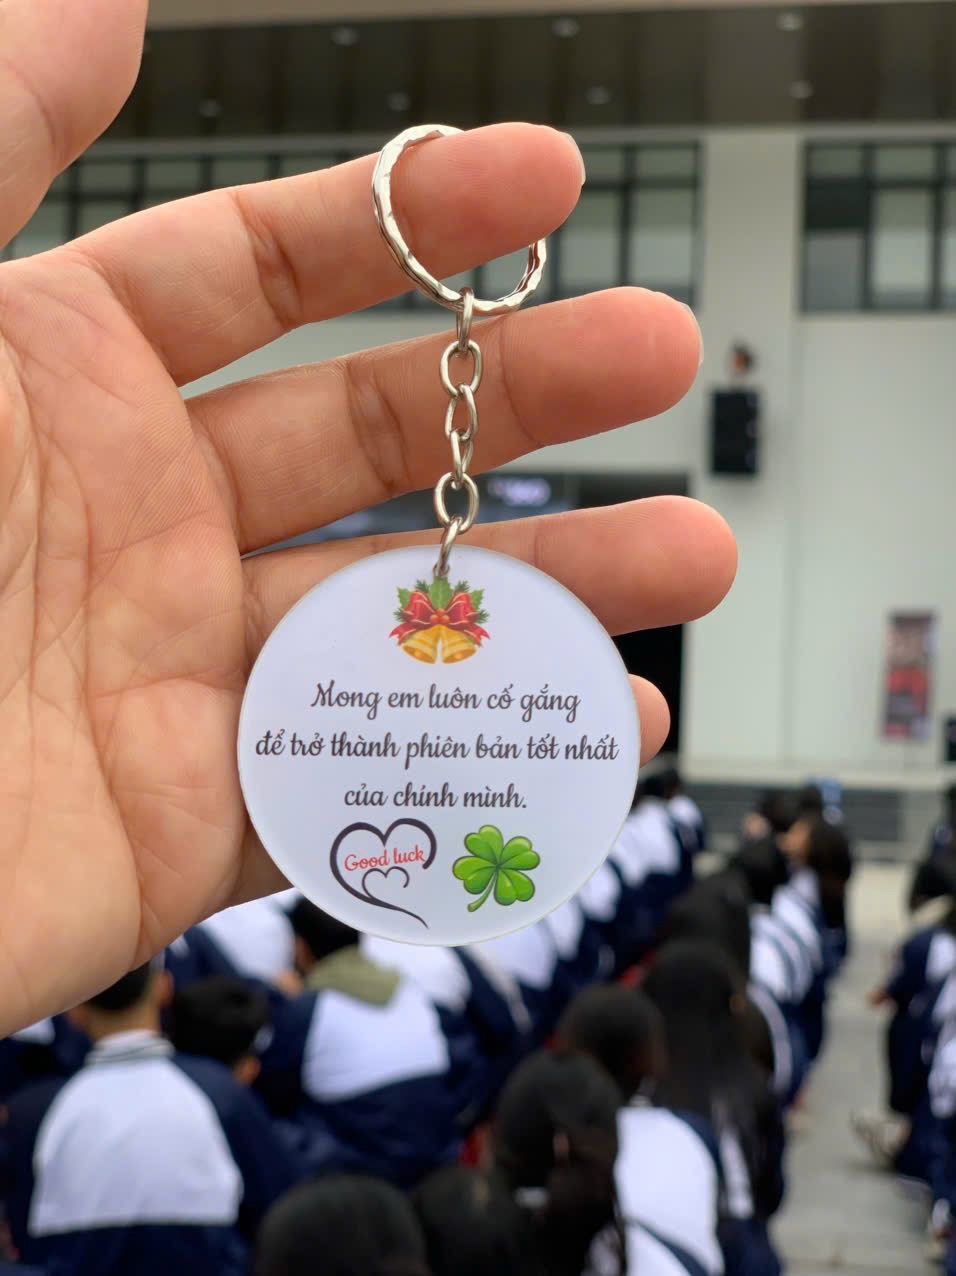 Mong em luôn cố gắng
để trở thành phiên bản tốt nhất
của chính mình.
Good luck